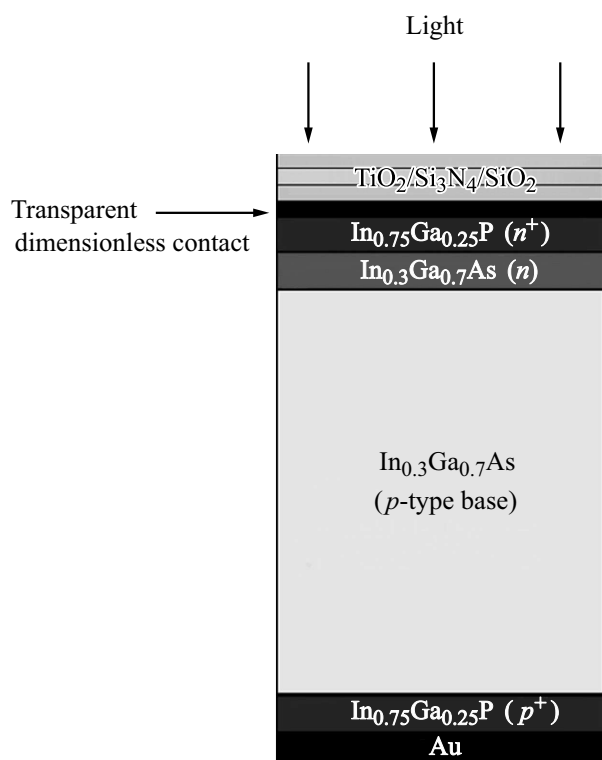 Light
TiO₂/Si₃N₄/SiO₂
Transparent
dimensionless contact
In₀.₇₅Ga₀.₂₅P (n⁺)
In₀.₃Ga₀.₇As (n)
In₀.₃Ga₀.₇As
(p-type base)
In₀.₇₅Ga₀.₂₅P (p⁺)
Au